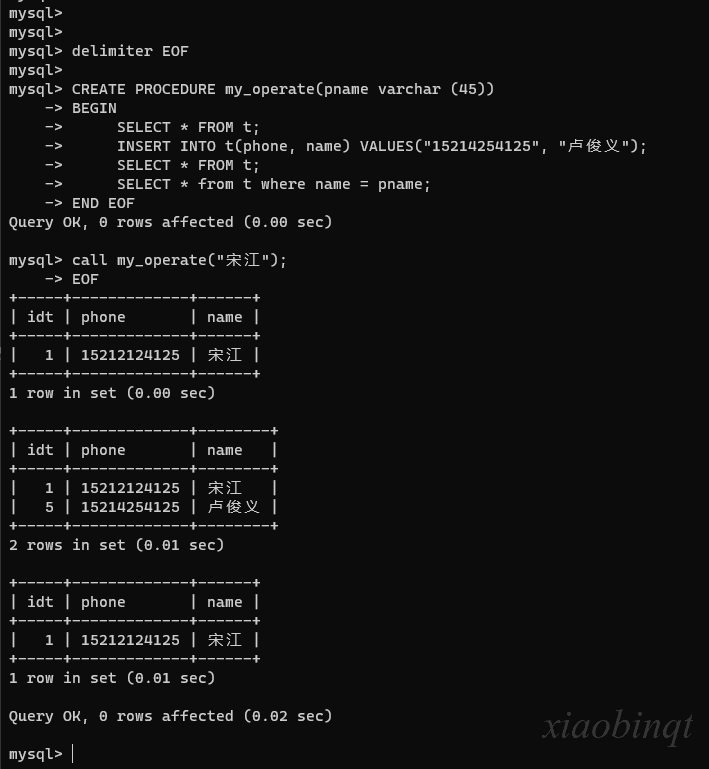 mysql>
mysql>
mysql> delimiter EOF
mysql>
mysql> CREATE PROCEDURE my_operate(pname varchar (45))
    -> BEGIN
    ->      SELECT * FROM t;
    ->      INSERT INTO t(phone, name) VALUES("15214254125", "卢俊义");
    ->      SELECT * FROM t;
    ->      SELECT * from t where name = pname;
    -> END EOF
Query OK, 0 rows affected (0.00 sec)

mysql> call my_operate("宋江");
    -> EOF
+-----+-------------+------+
| idt | phone       | name |
+-----+-------------+------+
|   1 | 15212124125 | 宋江 |
+-----+-------------+------+
1 row in set (0.00 sec)

+-----+-------------+--------+
| idt | phone       | name   |
+-----+-------------+--------+
|   1 | 15212124125 | 宋江   |
|   5 | 15214254125 | 卢俊义 |
+-----+-------------+--------+
2 rows in set (0.01 sec)

+-----+-------------+------+
| idt | phone       | name |
+-----+-------------+------+
|   1 | 15212124125 | 宋江 |
+-----+-------------+------+
1 row in set (0.01 sec)

Query OK, 0 rows affected (0.02 sec)
xiaobinqt
mysql>